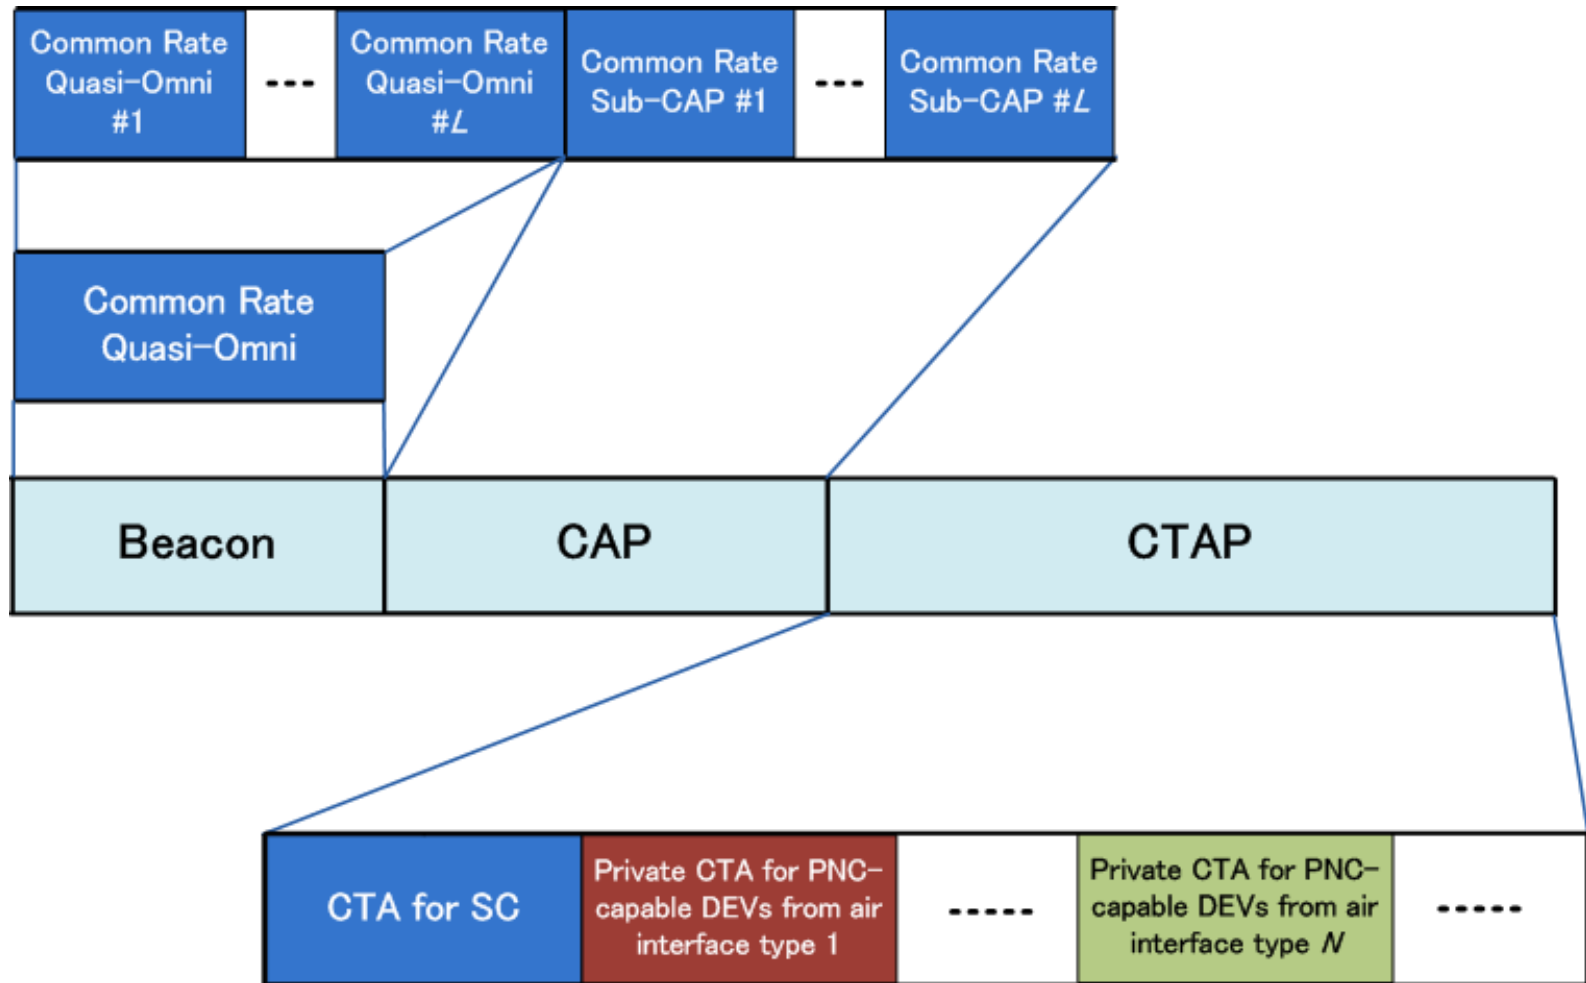 Common Rate
Quasi-Omni
#1
---
Common Rate
Quasi-Omni
#L
Common Rate
Sub-CAP #1
---
Common Rate
Sub-CAP #L
Common Rate
Quasi-Omni
Beacon
CAP
CTAP
CTA for SC
Private CTA for PNC-
capable DEVs from air
interface type 1
-----
Private CTA for PNC-
capable DEVs from air
interface type N
-----